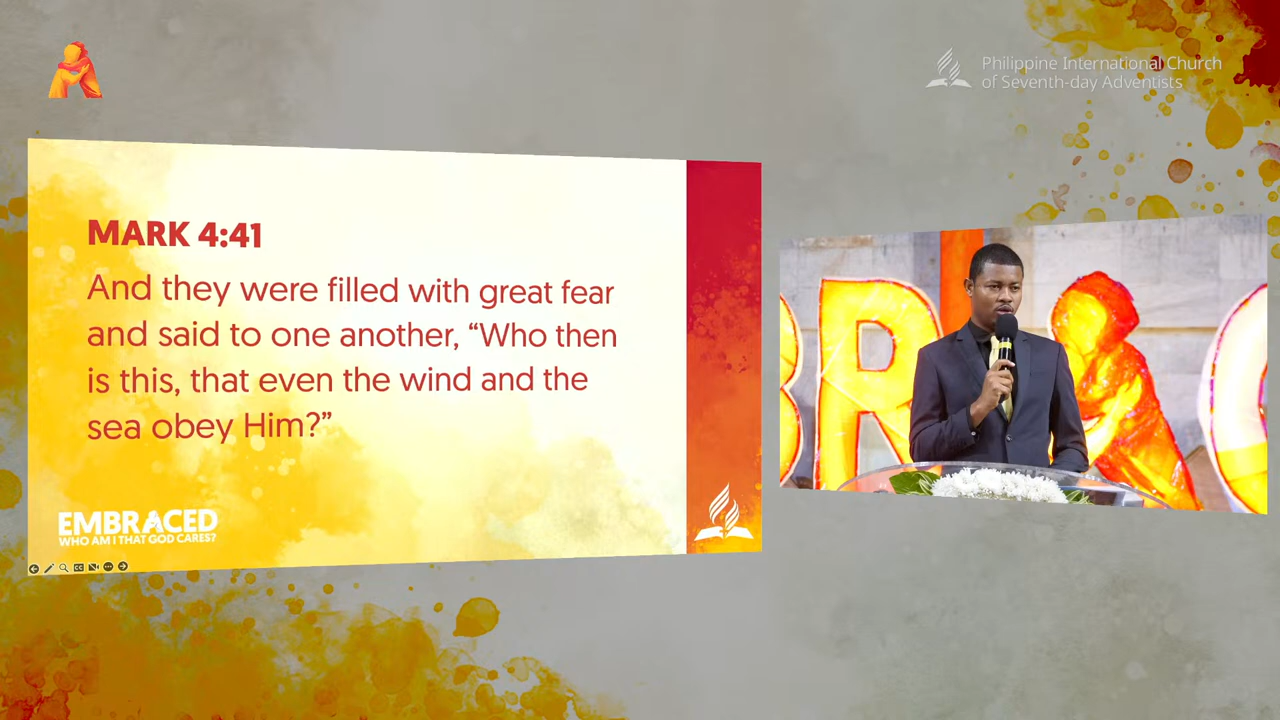 Philippine International Church
of Seventh-day Adventists
MARK 4:41
And they were filled with great fear
and said to one another, “Who then
is this, that even the wind and the
sea obey Him?”
EMBRACED
WHO AM I THAT GOD CARES?
BR